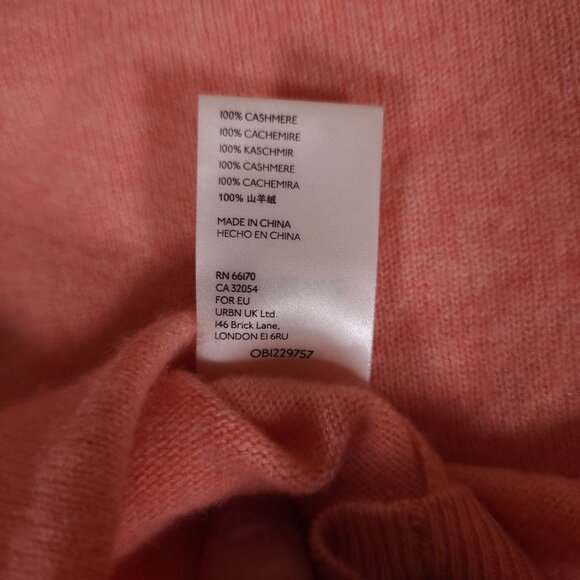 100% CASHMERE
100% CACHEMIRE
100% KASCHMIR
100% CASHMERE
100% CACHEMIRA
100% 山羊绒
MADE IN CHINA
HECHO EN CHINA
RN 66170
CA 32054
FOR EU
URBN UK Ltd.
146 Brick Lane,
LONDON E1 6RU
OB1229757